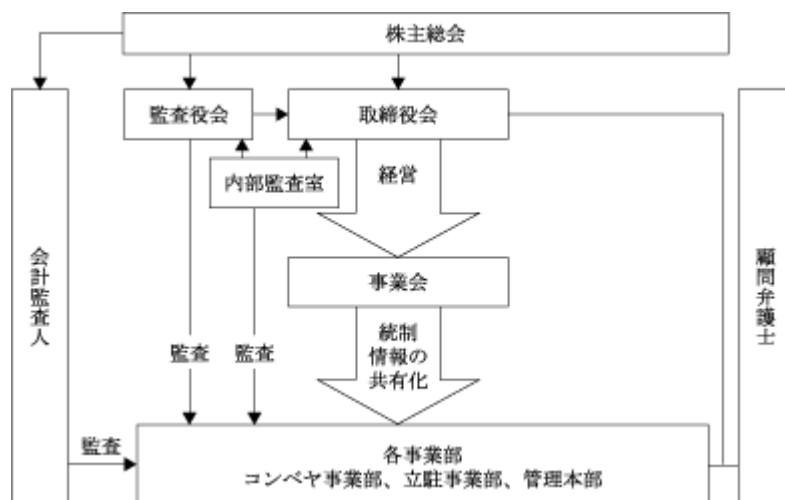 株主総会
監査役会
取締役会
内部監査室
経営
会計監査人
事業会
顧問弁護士
監査
監査
統制
情報の
共有化
監査
各事業部
コンベヤ事業部、立駐事業部、管理本部